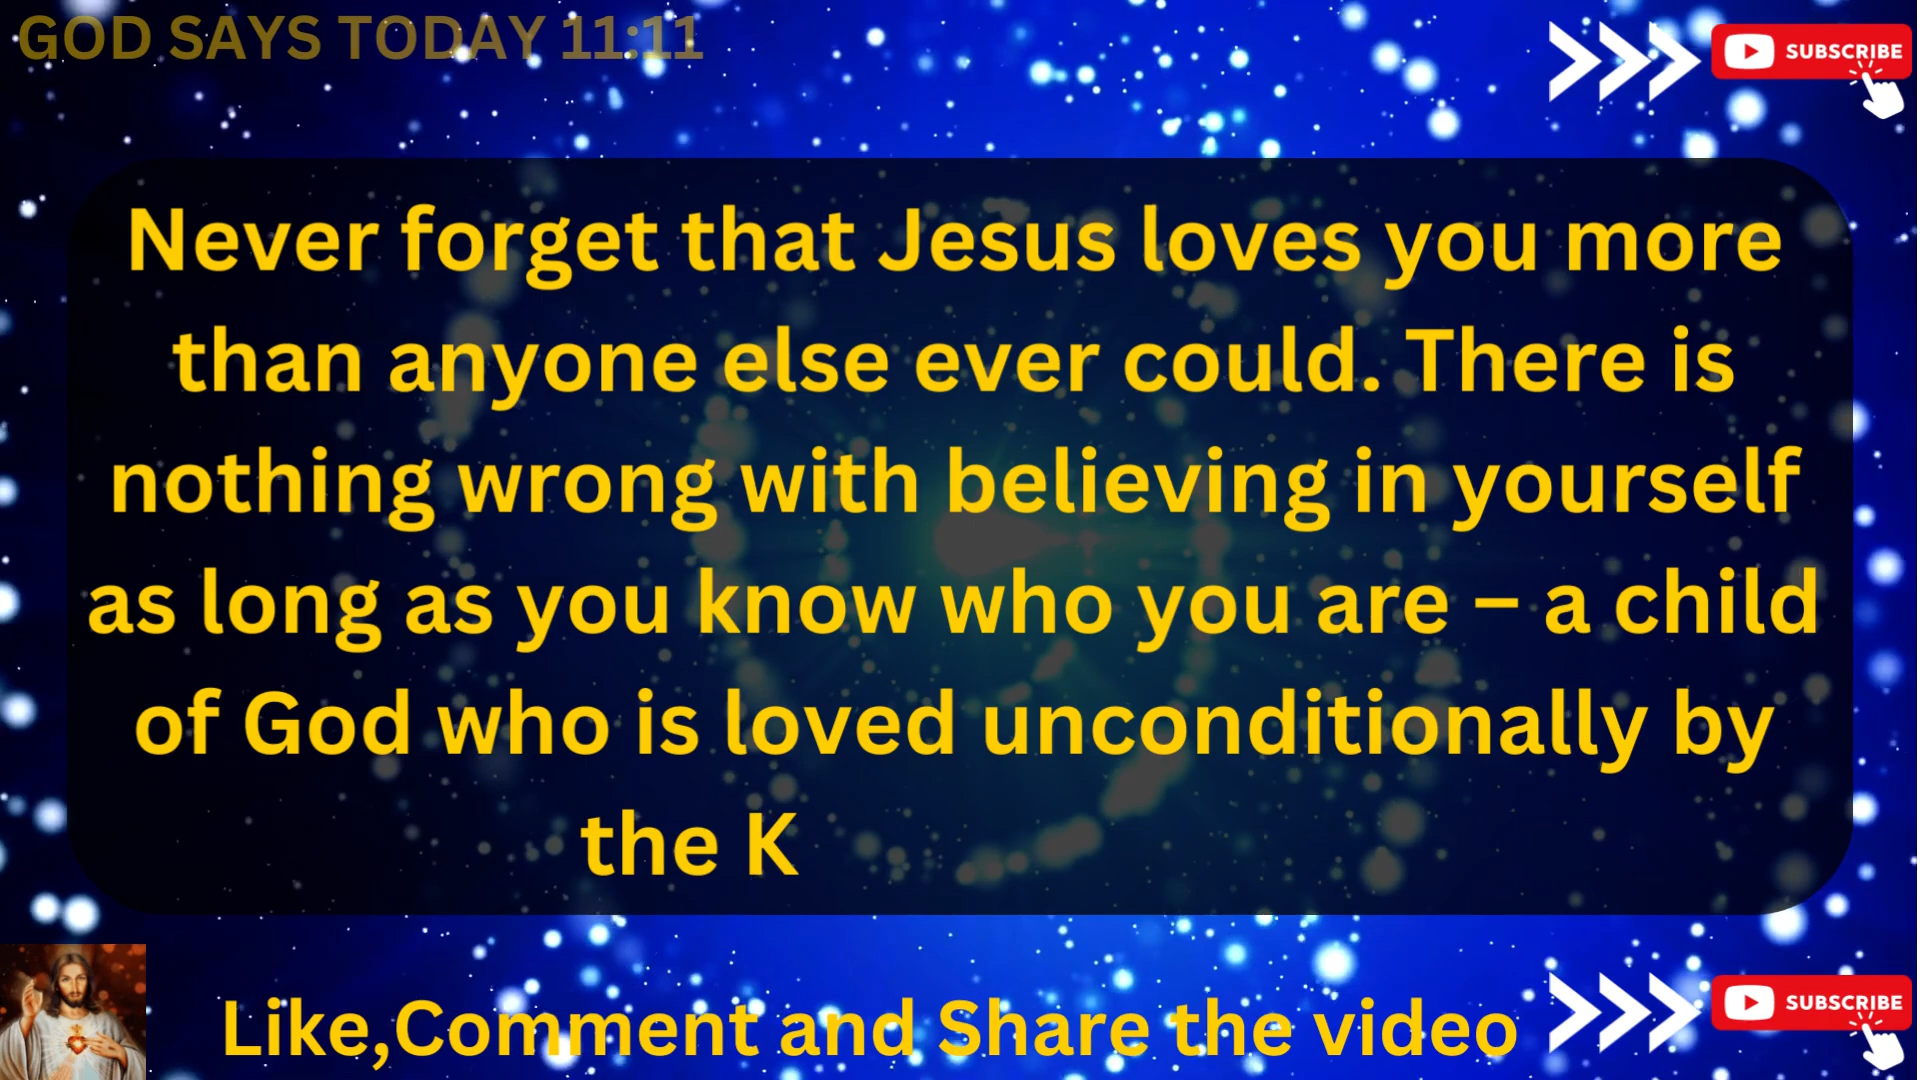 GOD SAYS TODAY 11:11
SUBSCRIBE
Never forget that Jesus loves you more
than anyone else ever could. There is
nothing wrong with believing in yourself
as long as you know who you are – a child
of God who is loved unconditionally by
the K
Like,Comment and Share the video
SUBSCRIBE